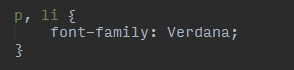 p, li {
    font-family: Verdana;
}